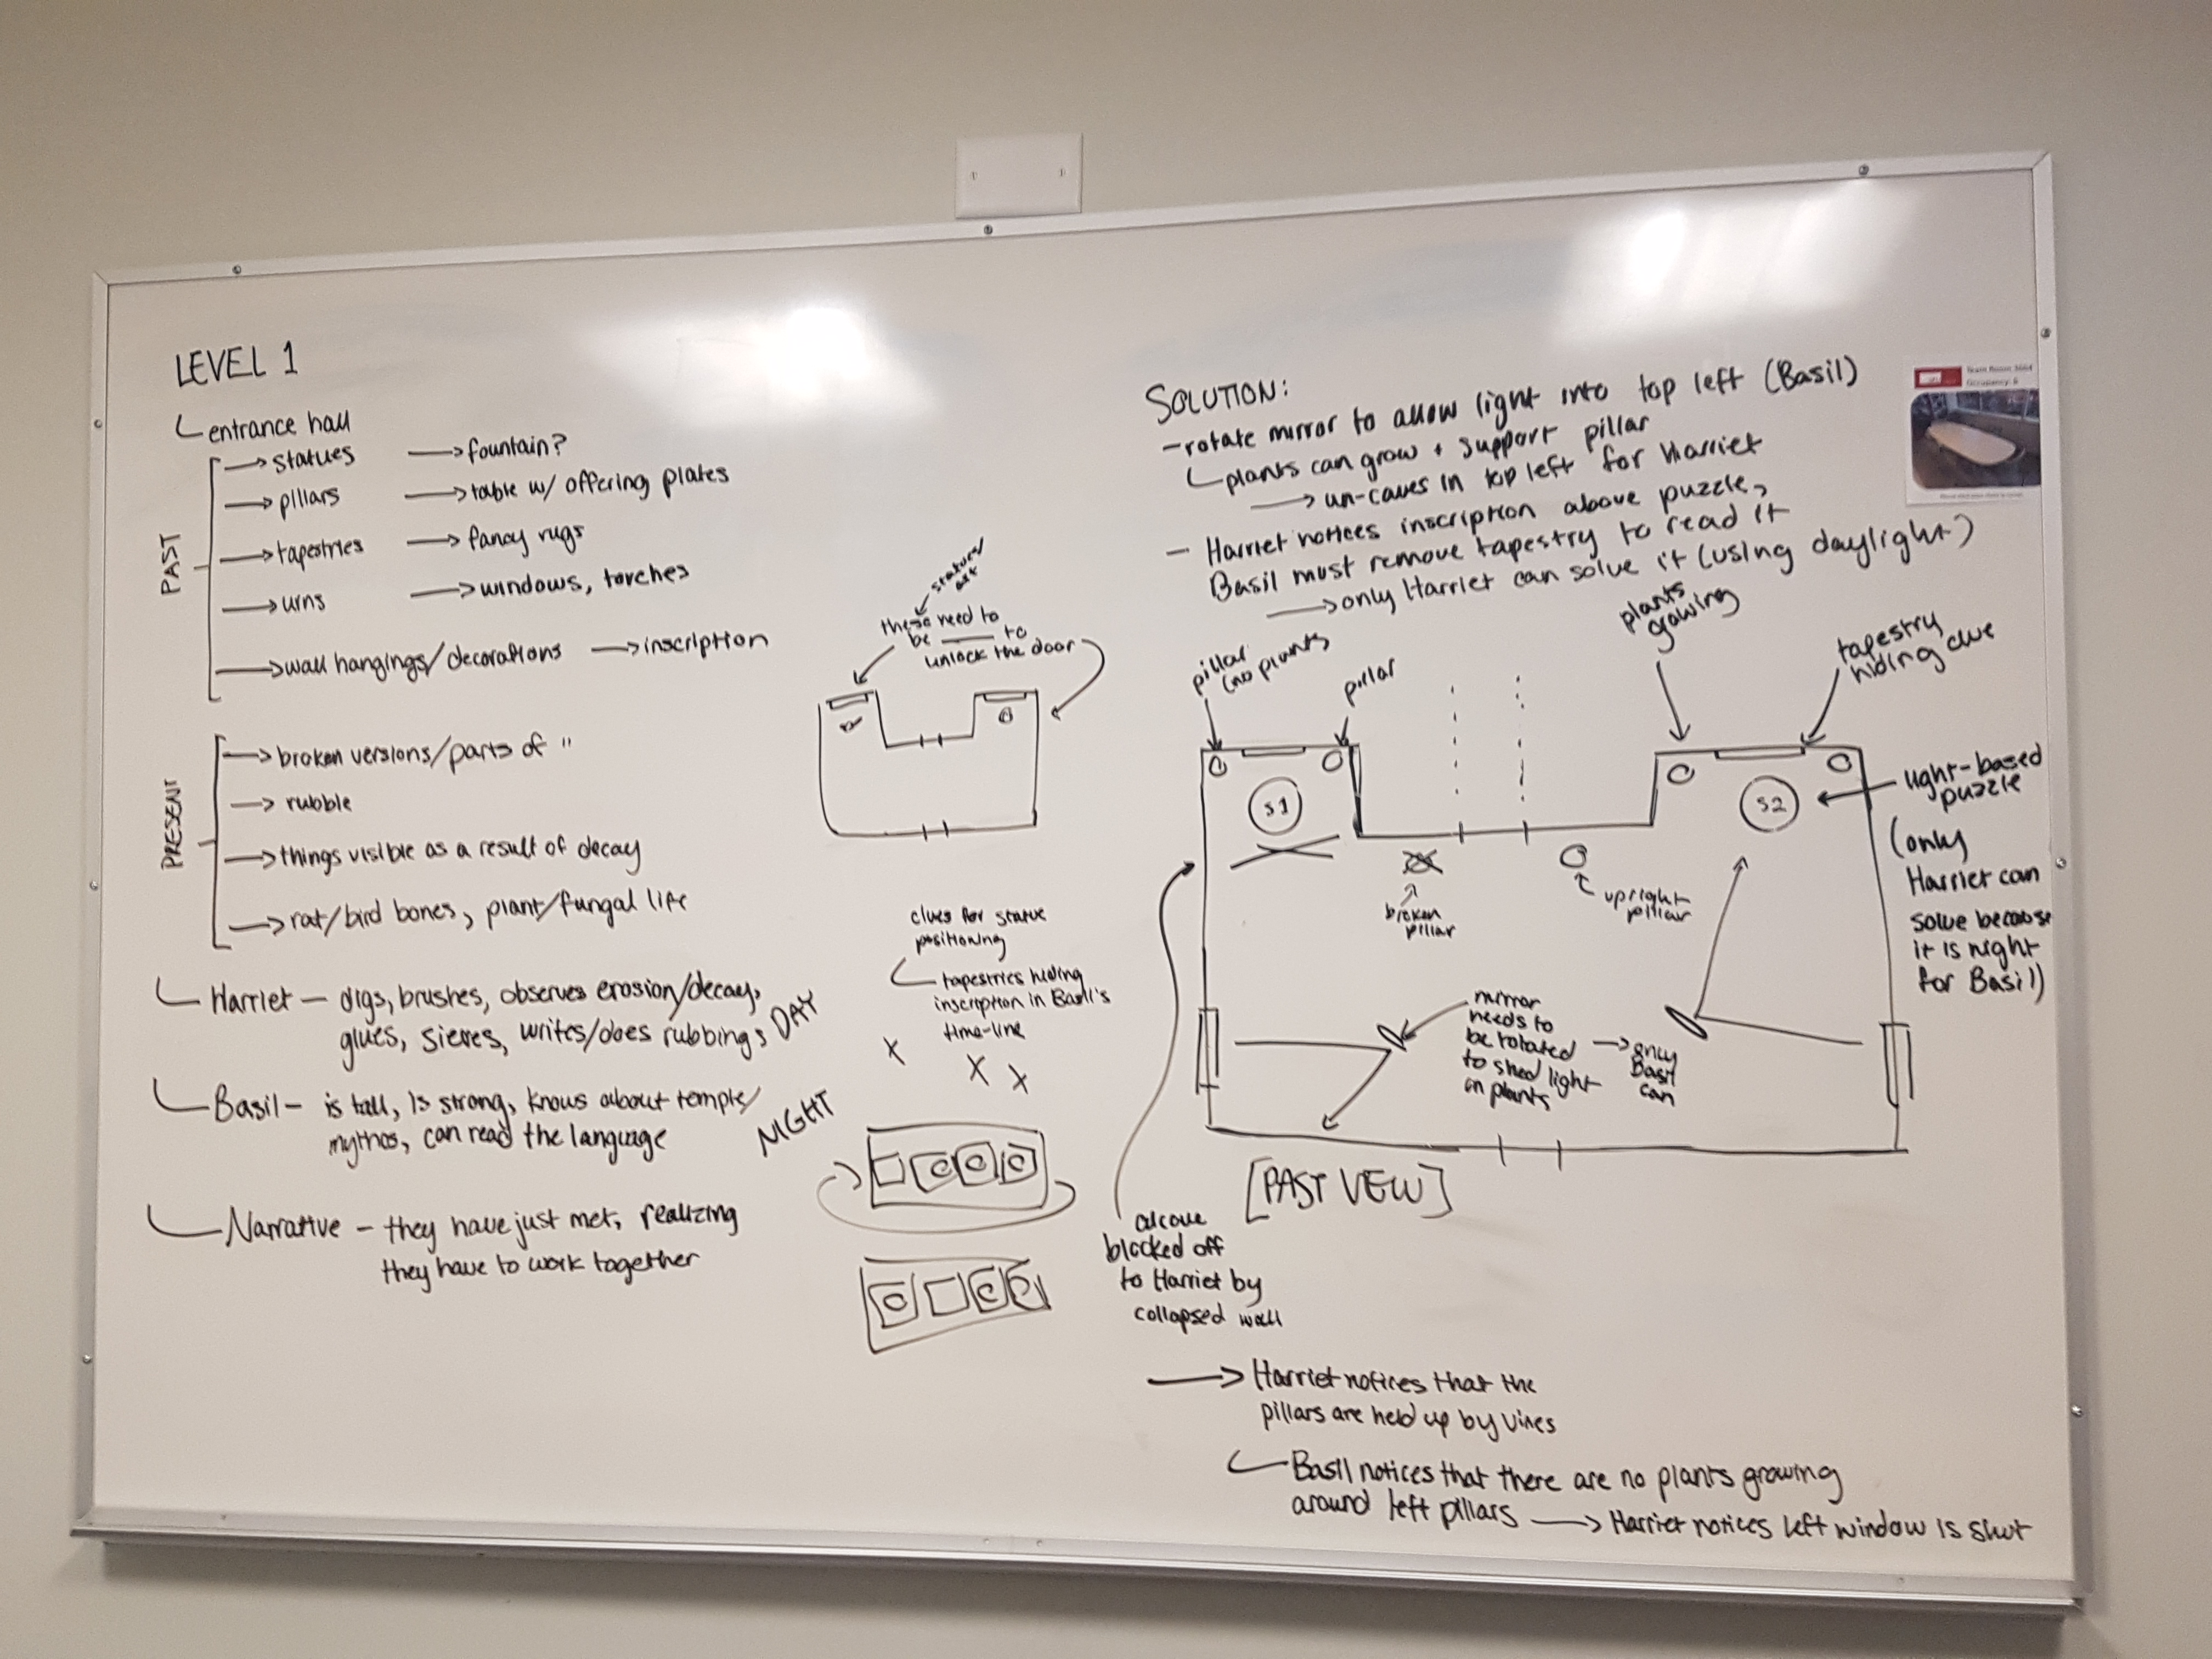 LEVEL 1
entrance hall
PAST
→ statues → fountain?
→ pillars → table w/ offering plates
→ tapestries → fancy rugs
→ urns → windows, torches
→ wall hangings/decorations → inscription
PRESENT
→ broken versions/parts of "
→ rubble
→ things visible as a result of decay
→ rat/bird bones, plant/fungal life
Harriet – digs, brushes, observes erosion/decay,
glues, sieves, writes/does rubbings DAY
Basil – is tall, is strong, knows about temple/
mythos, can read the language NIGHT
Narrative – they have just met, realizing
they have to work together
these need to
be ____ to
unlock the door
clues for statue
positioning
tapestries hiding
inscription in Basil's
time-line
X
X X
SOLUTION:
– rotate mirror to allow light into top left (Basil)
plants can grow + support pillar
→ un-caves in top left for Harriet
– Harriet notices inscription above puzzle,
Basil must remove tapestry to read it
→ only Harriet can solve it (using daylight)
pillar
(no plants)
pillar
plants
growing
tapestry
hiding clue
S1
S2
light-based
puzzle
(only
Harriet can
solve because
it is night
for Basil)
broken
pillar
upright
pillar
mirror
needs to
be rotated
to shed light
on plants
→ only
Basil
can
[PAST VIEW]
alcove
blocked off
to Harriet by
collapsed wall
→ Harriet notices that the
pillars are held up by vines
Basil notices that there are no plants growing
around left pillars → Harriet notices left window is shut